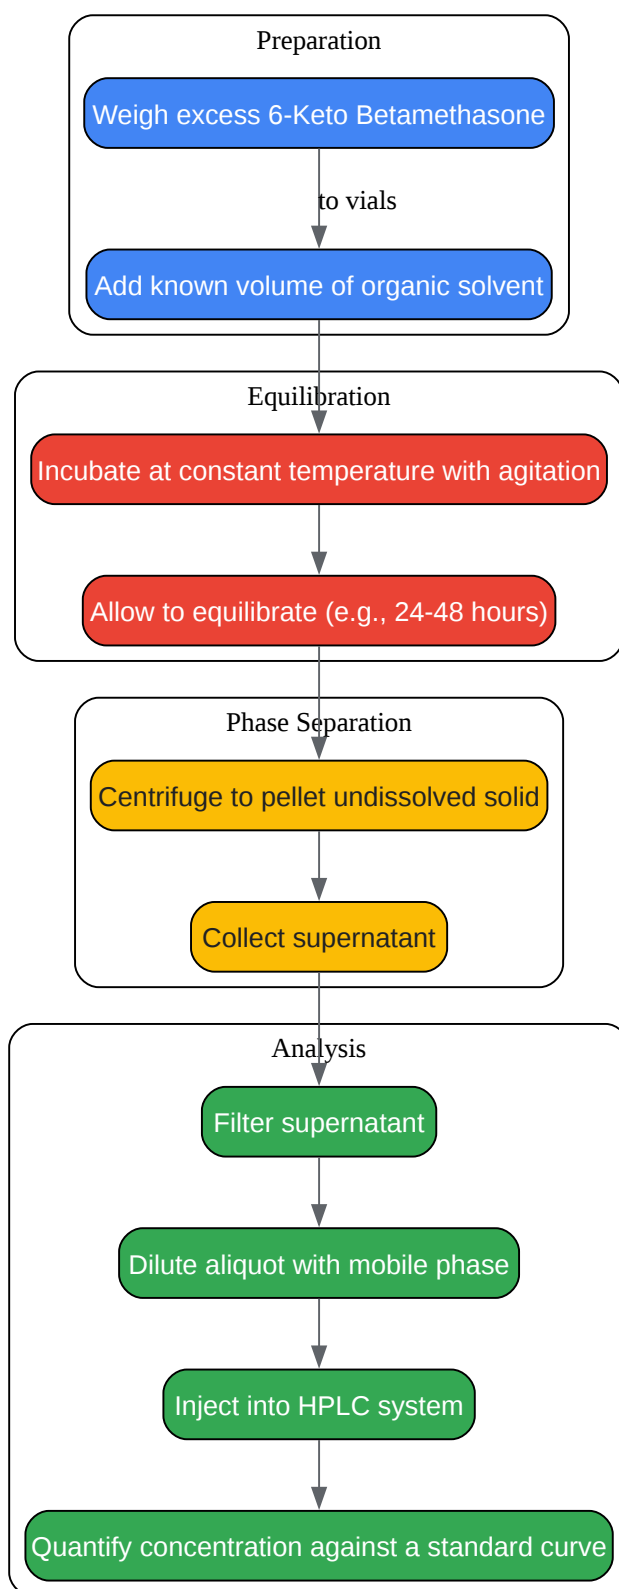 Preparation
Weigh excess 6-Keto Betamethasone
to vials
Add known volume of organic solvent
Equilibration
Incubate at constant temperature with agitation
Allow to equilibrate (e.g., 24-48 hours)
Phase Separation
Centrifuge to pellet undissolved solid
Collect supernatant
Analysis
Filter supernatant
Dilute aliquot with mobile phase
Inject into HPLC system
Quantify concentration against a standard curve